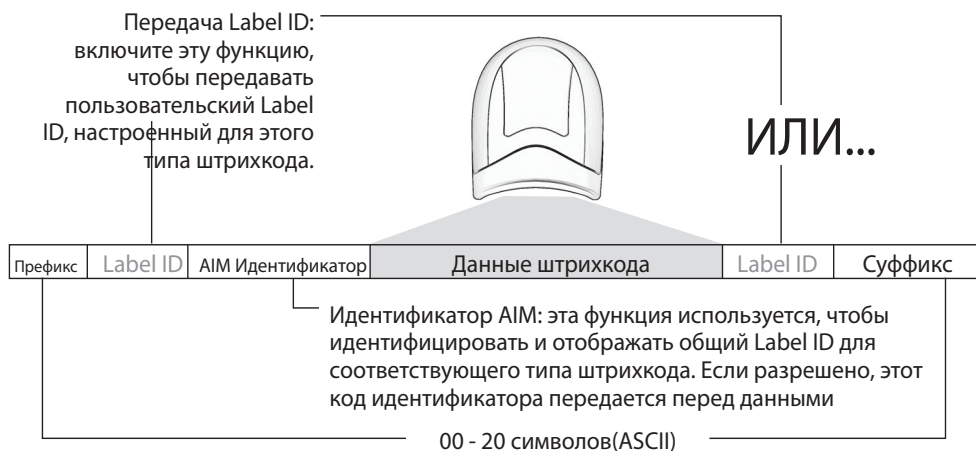 Передача Label ID:
включите эту функцию,
чтобы передавать
пользовательский Label
ID, настроенный для этого
типа штрихкода.
ИЛИ...
Префикс Label ID AIM Идентификатор Данные штрихкода Label ID Суффикс
Идентификатор AIM: эта функция используется, чтобы
идентифицировать и отображать общий Label ID для
соответствующего типа штрихкода. Если разрешено, этот
код идентификатора передается перед данными
00 - 20 символов(ASCII)